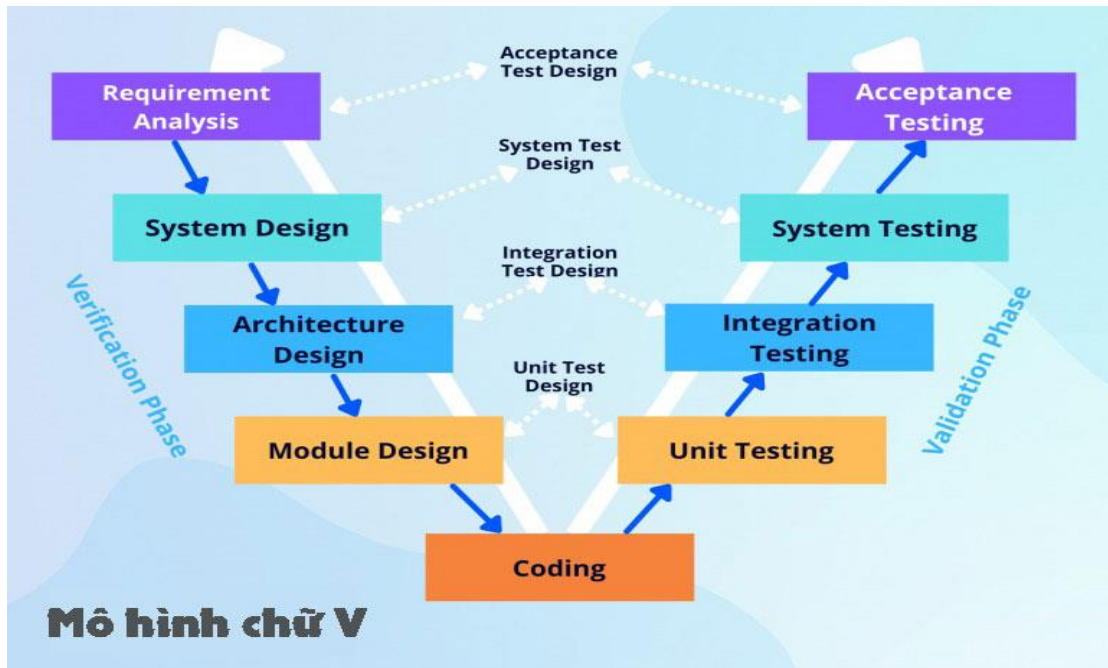 Acceptance
Test Design
Requirement
Analysis
Acceptance
Testing
System Test
Design
System Design
System Testing
Integration
Test Design
Verification Phase
Validation Phase
Architecture
Design
Integration
Testing
Unit Test
Design
Module Design
Unit Testing
Coding
Mô hình chữ V